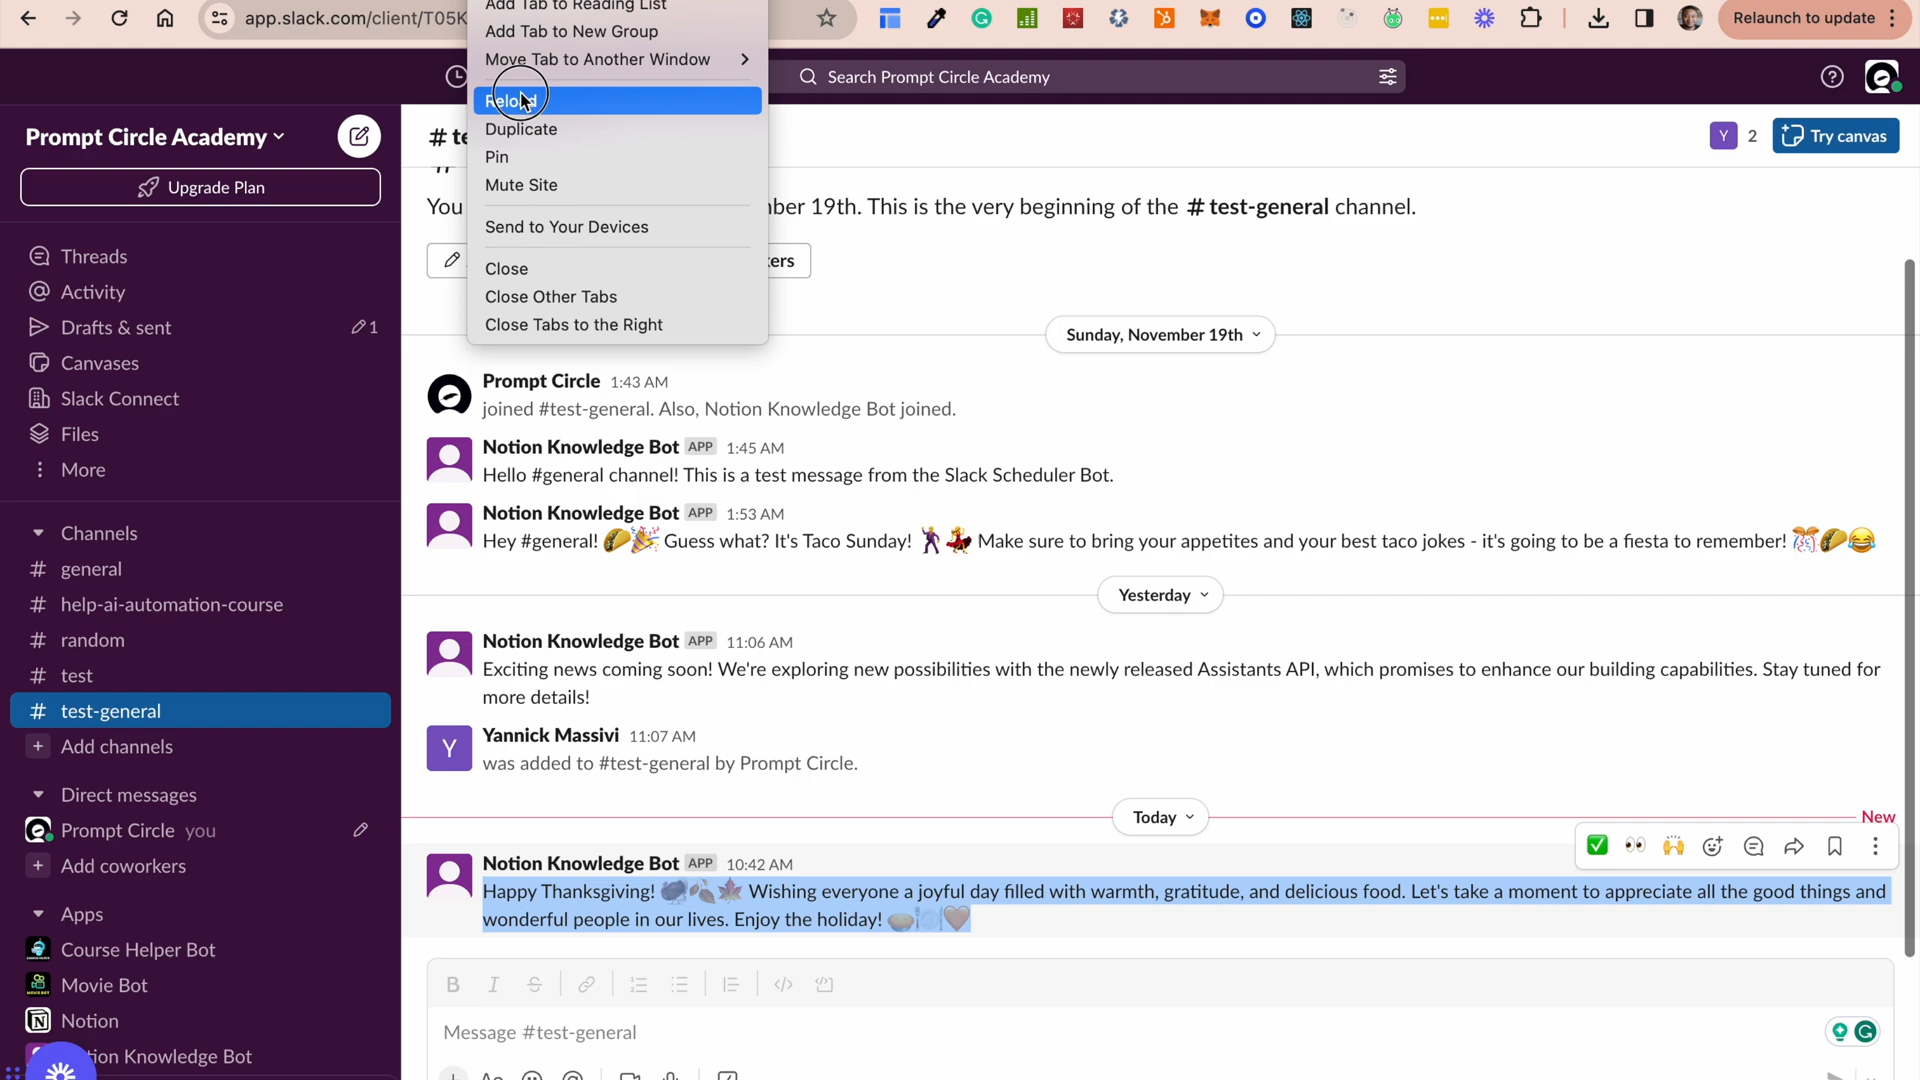 app.slack.com/client/T05K
Add Tab to Reading List
Add Tab to New Group
Move Tab to Another Window
Reload
Duplicate
Pin
Mute Site
Send to Your Devices
Close
Close Other Tabs
Close Tabs to the Right
Relaunch to update
Search Prompt Circle Academy
Prompt Circle Academy
Upgrade Plan
Threads
Activity
Drafts & sent 1
Canvases
Slack Connect
Files
More
Channels
# general
# help-ai-automation-course
# random
# test
# test-general
+ Add channels
Direct messages
Prompt Circle you
+ Add coworkers
Apps
Course Helper Bot
Movie Bot
Notion
tion Knowledge Bot
# te
Y 2
Try canvas
You
ber 19th. This is the very beginning of the # test-general channel.
ers
Sunday, November 19th
Prompt Circle 1:43 AM
joined #test-general. Also, Notion Knowledge Bot joined.
Notion Knowledge Bot APP 1:45 AM
Hello #general channel! This is a test message from the Slack Scheduler Bot.
Notion Knowledge Bot APP 1:53 AM
Hey #general! 🌮🎉 Guess what? It's Taco Sunday! 🕺💃 Make sure to bring your appetites and your best taco jokes - it's going to be a fiesta to remember! 🎊🌮😂
Yesterday
Notion Knowledge Bot APP 11:06 AM
Exciting news coming soon! We're exploring new possibilities with the newly released Assistants API, which promises to enhance our building capabilities. Stay tuned for
more details!
Y
Yannick Massivi 11:07 AM
was added to #test-general by Prompt Circle.
Today
New
Notion Knowledge Bot APP 10:42 AM
Happy Thanksgiving! 🦃🍂🍁 Wishing everyone a joyful day filled with warmth, gratitude, and delicious food. Let's take a moment to appreciate all the good things and
wonderful people in our lives. Enjoy the holiday! 🥧🍽️🧡
B I S
Message #test-general
Aa